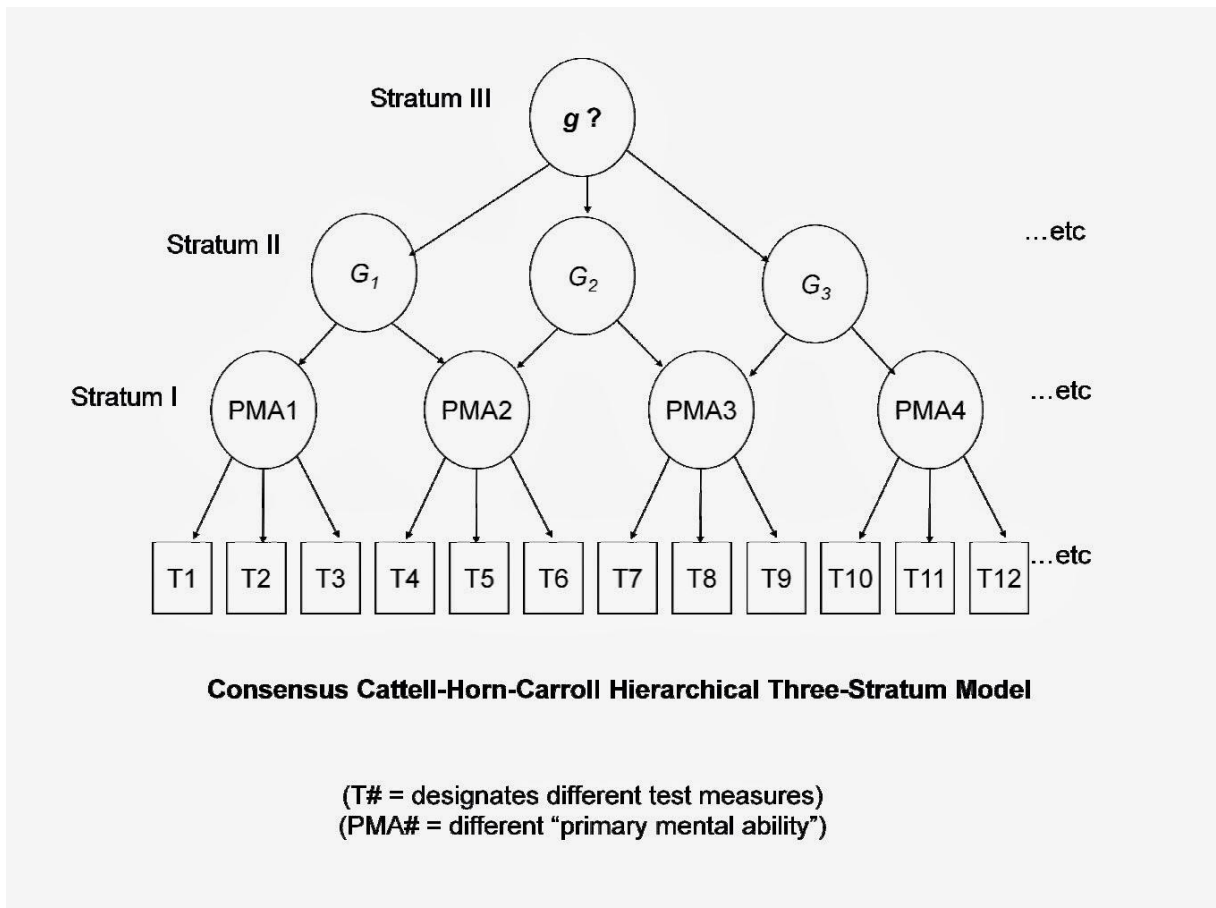 Stratum III
g ?
Stratum II
G1
G2
G3
...etc
Stratum I
PMA1
PMA2
PMA3
PMA4
...etc
T1
T2
T3
T4
T5
T6
T7
T8
T9
T10
T11
T12
...etc
Consensus Cattell-Horn-Carroll Hierarchical Three-Stratum Model
(T# = designates different test measures)
(PMA# = different “primary mental ability”)